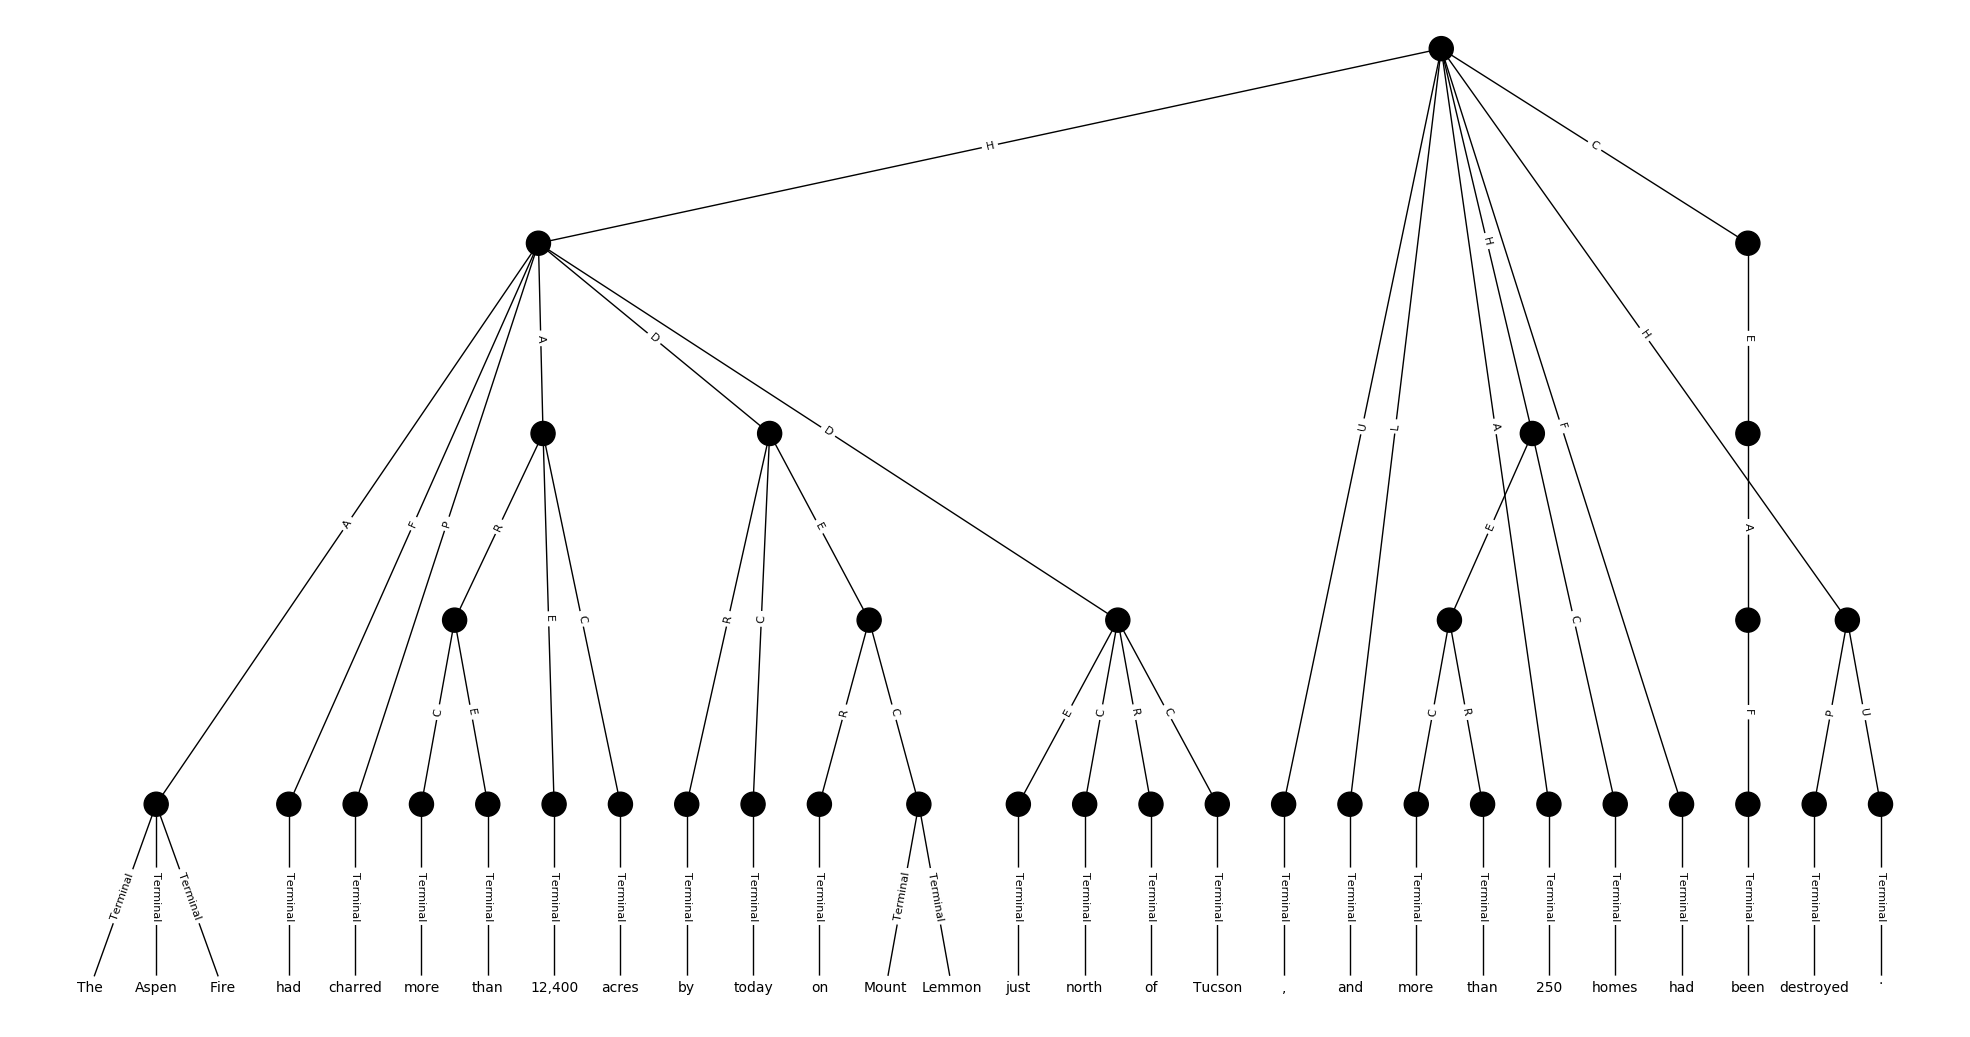 H C
H
A D E
H
U L A F
D
A F P R E E A
R E C R C C
C E R C E C R C C R F P U
Terminal Terminal Terminal Terminal Terminal Terminal Terminal Terminal Terminal Terminal Terminal Terminal Terminal Terminal Terminal Terminal Terminal Terminal Terminal Terminal Terminal Terminal Terminal Terminal Terminal Terminal Terminal Terminal
The Aspen Fire had charred more than 12,400 acres by today on Mount Lemmon just north of Tucson , and more than 250 homes had been destroyed .